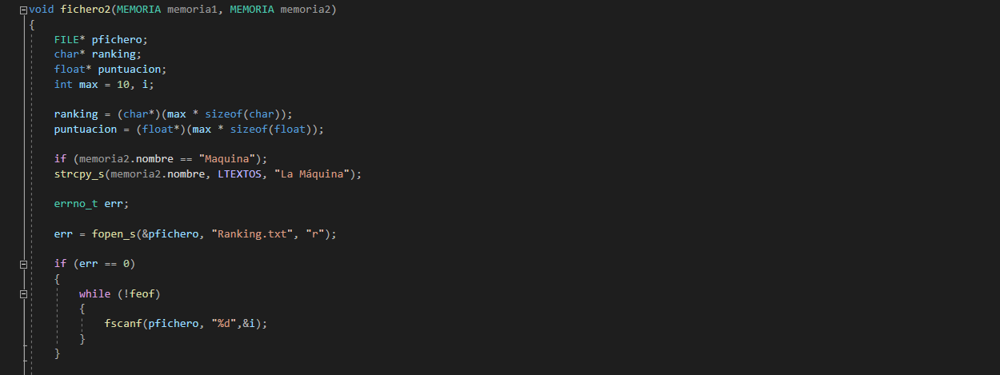 void fichero2(MEMORIA memoria1, MEMORIA memoria2)
{
FILE* pfichero;
char* ranking;
float* puntuacion;
int max = 10, i;
ranking = (char*)(max * sizeof(char));
puntuacion = (float*)(max * sizeof(float));
if (memoria2.nombre == "Maquina");
strcpy_s(memoria2.nombre, LTEXTOS, "La Máquina");
errno_t err;
err = fopen_s(&pfichero, "Ranking.txt", "r");
if (err == 0)
{
while (!feof)
{
fscanf(pfichero, "%d",&i);
}
}